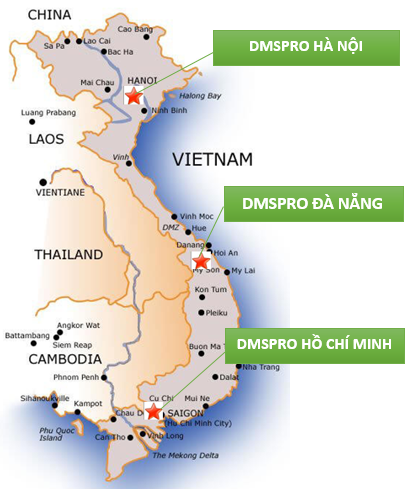 CHINA
Cao Bang
Lao Cai
Sa Pa
Bac Ha
DMSPRO HÀ NỘI
Mai Chau
HANOI
Halong Bay
Ninh Binh
Luang Prabang
LAOS
Vinh
VIETNAM
VIENTIANE
DMSPRO ĐÀ NẴNG
Vinh Moc
DMZ
Hue
Danang
Hoi An
THAILAND
My Son
My Lai
Kon Tum
Pleiku
Angkor Wat
Battambang
Siem Reap
DMSPRO HỒ CHÍ MINH
CAMBODIA
Buon Ma
Nha Trang
Phnom Penh
Dalat
Sihanoukville
Kampot
Cu Chi
Mui Ne
Chau D
SAIGON
(Hu Chi Minh City)
Phu Quoc
Island
Can Tho
Vinh Long
The Mekong Delta